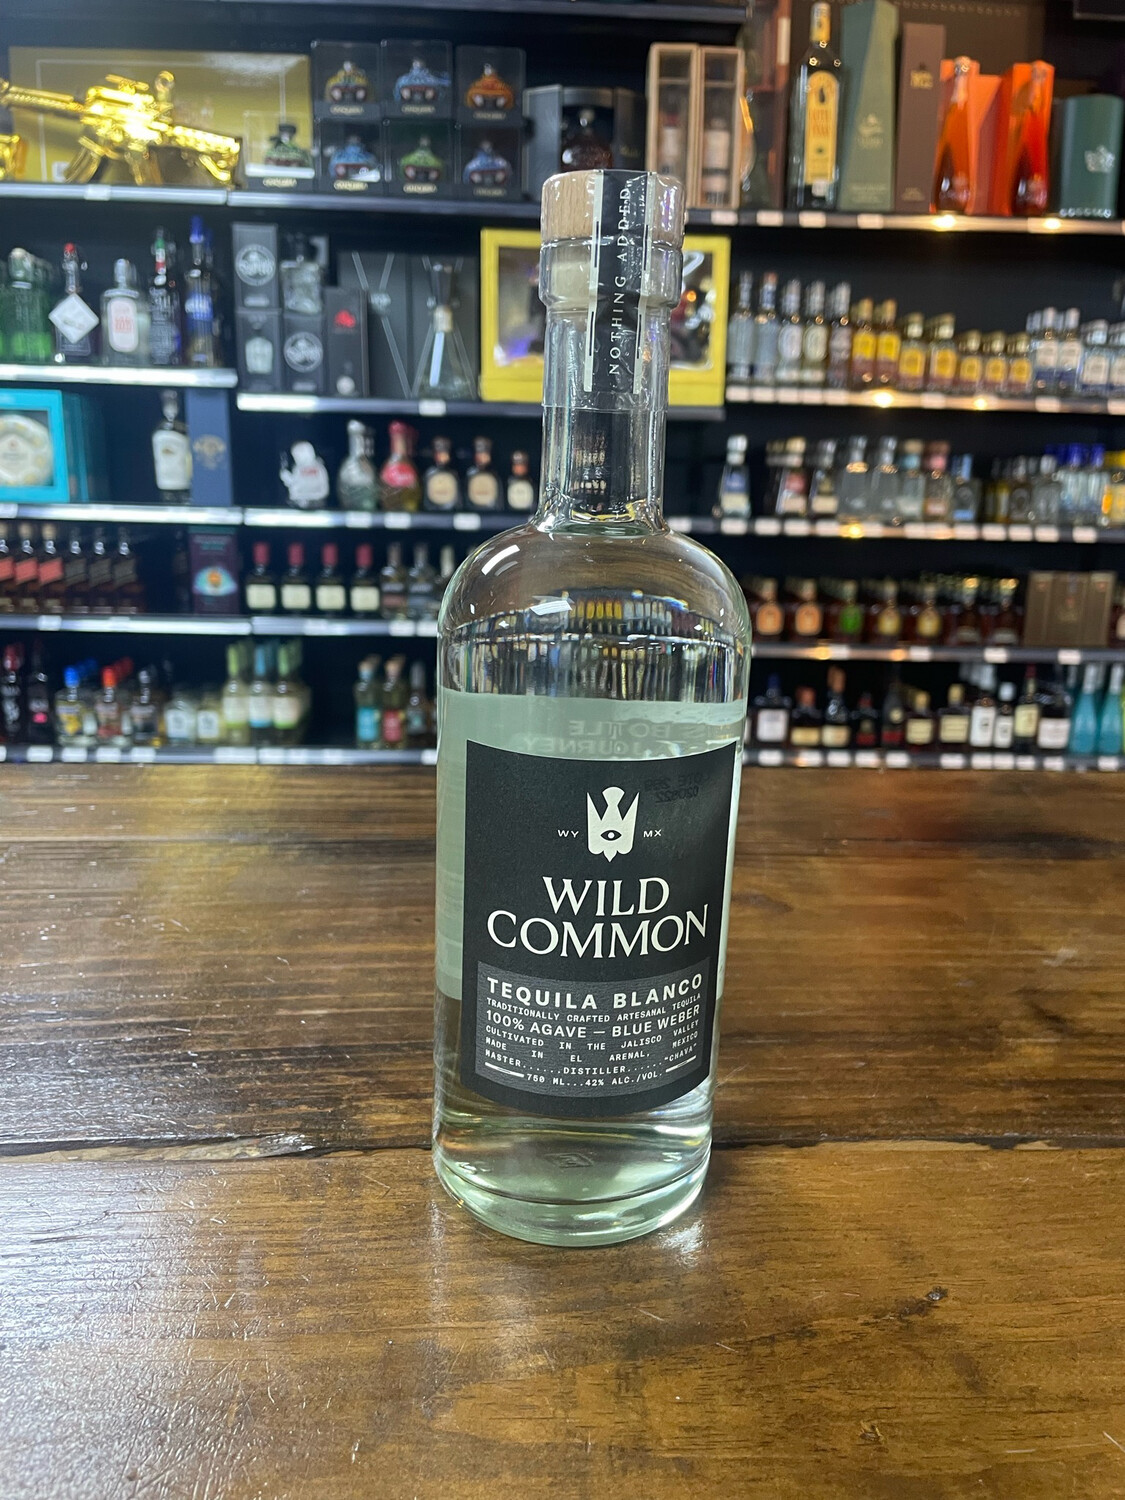 NOTHING ADDED
WY MX
WILD
COMMON
TEQUILA BLANCO
TRADITIONALLY CRAFTED ARTESANAL TEQUILA
100% AGAVE — BLUE WEBER
CULTIVATED IN THE JALISCO VALLEY
MADE IN EL ARENAL, MEXICO
MASTER......DISTILLER......"CHAVA"
750 ML...42% ALC./VOL.